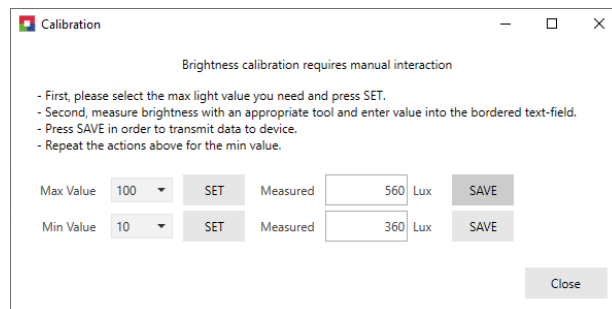 Calibration
Brightness calibration requires manual interaction
- First, please select the max light value you need and press SET.
- Second, measure brightness with an appropriate tool and enter value into the bordered text-field.
- Press SAVE in order to transmit data to device.
- Repeat the actions above for the min value.
Max Value 100 SET Measured 560 Lux SAVE
Min Value 10 SET Measured 360 Lux SAVE
Close